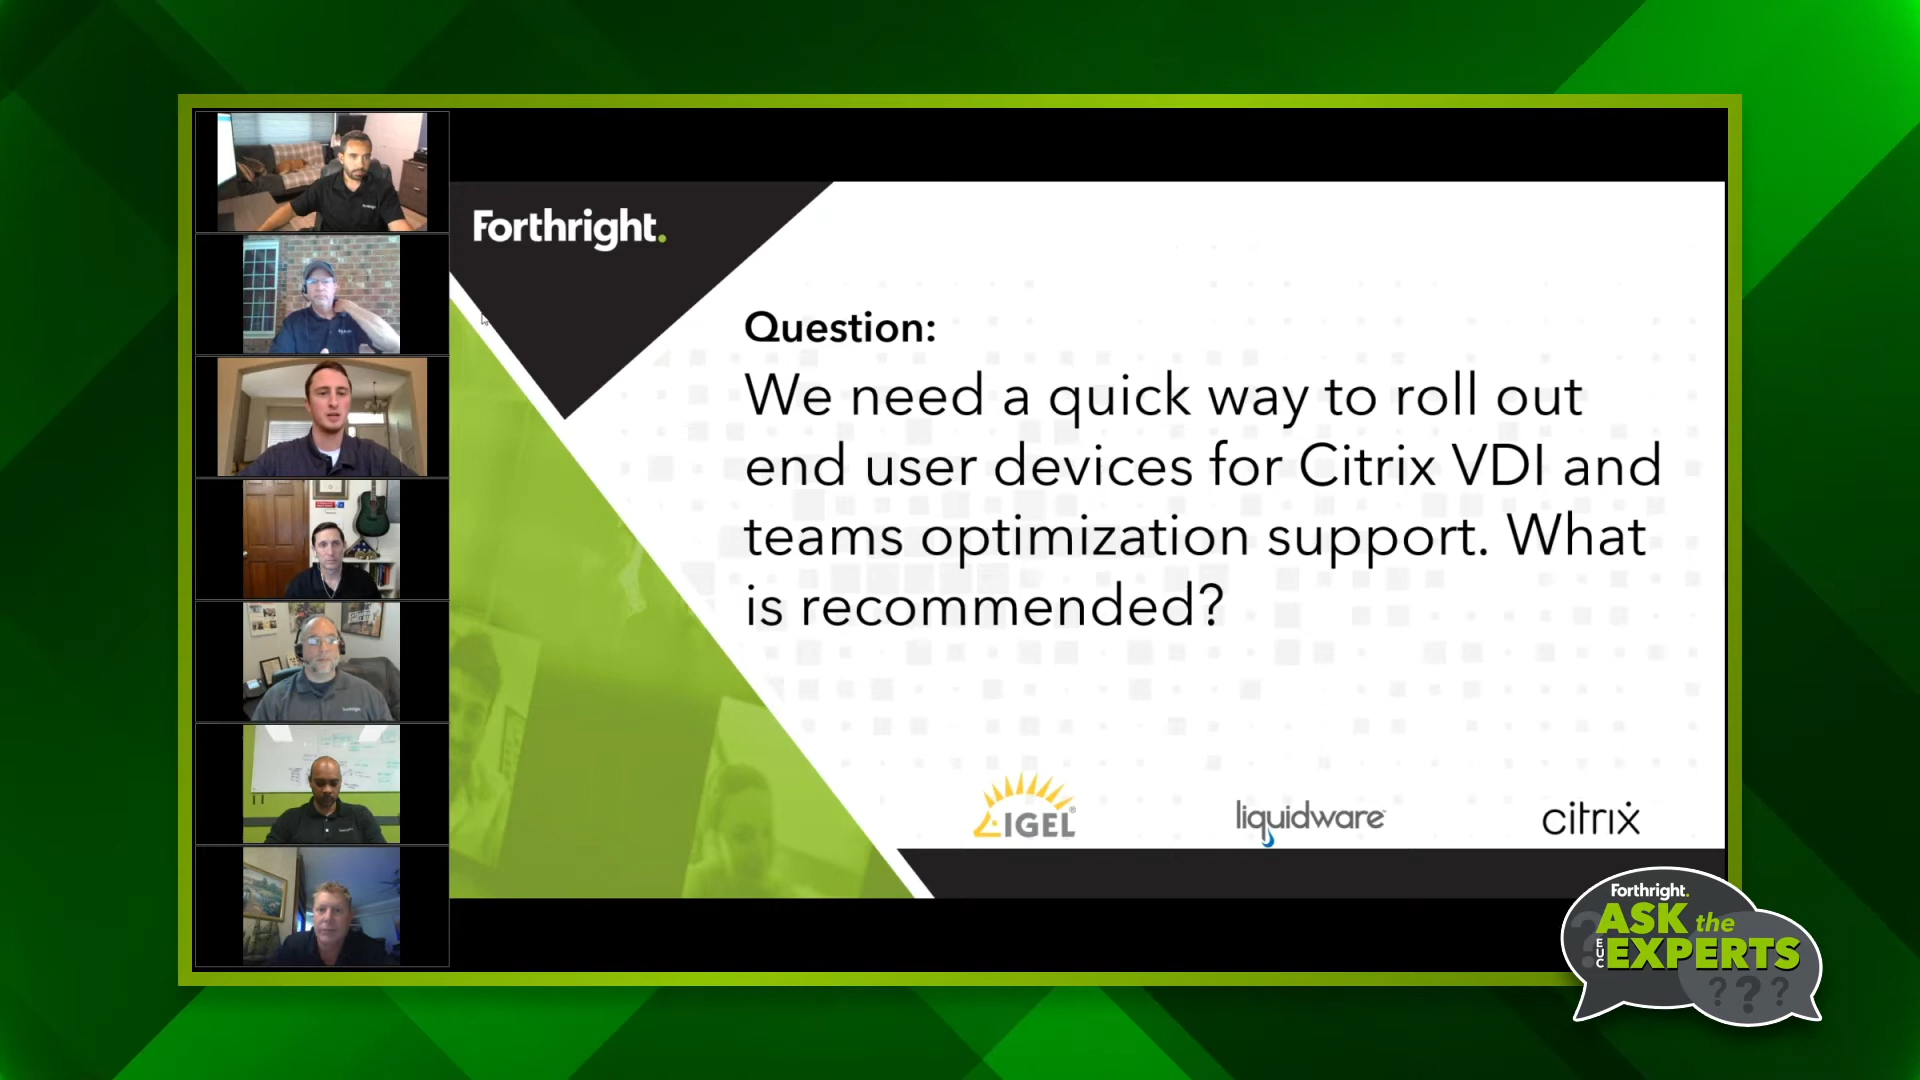 Forthright.
Question:
We need a quick way to roll out
end user devices for Citrix VDI and
teams optimization support. What
is recommended?
IGEL®
liquidware
citrix
Forthright.
ASK the
EUC EXPERTS
? ? ? ?